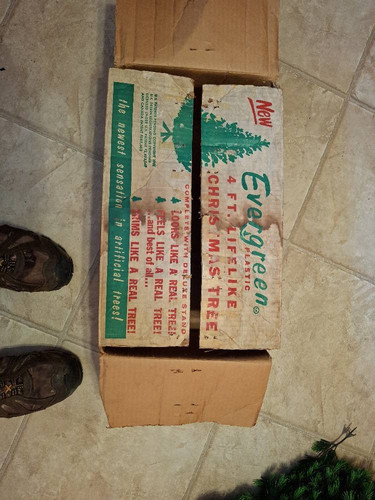 New
Evergreen®
4 FT. LIFELIKE
PLASTIC
CHRISTMAS TREE
COMPLETE WITH DELUXE STAND
LOOKS LIKE A REAL TREE!
FEELS LIKE A REAL TREE!
...and best of all...
TRIMS LIKE A REAL TREE!
the newest sensation in artificial trees!